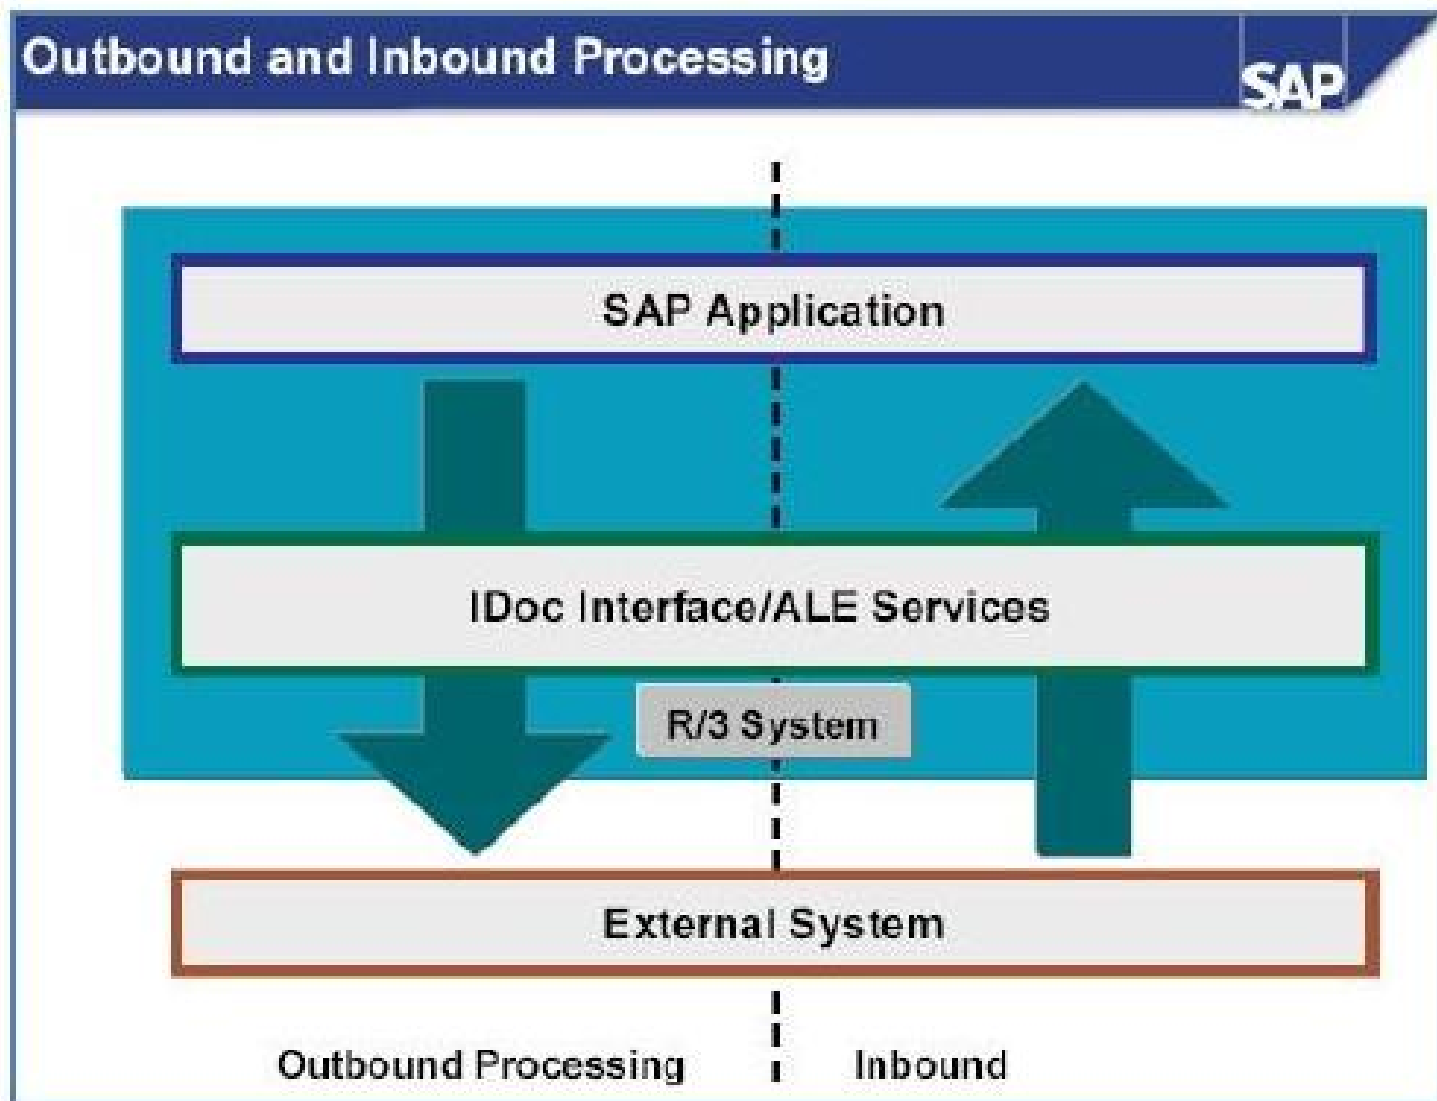 Outbound and Inbound Processing
SAP
SAP Application
IDoc Interface/ALE Services
R/3 System
External System
Outbound Processing
Inbound